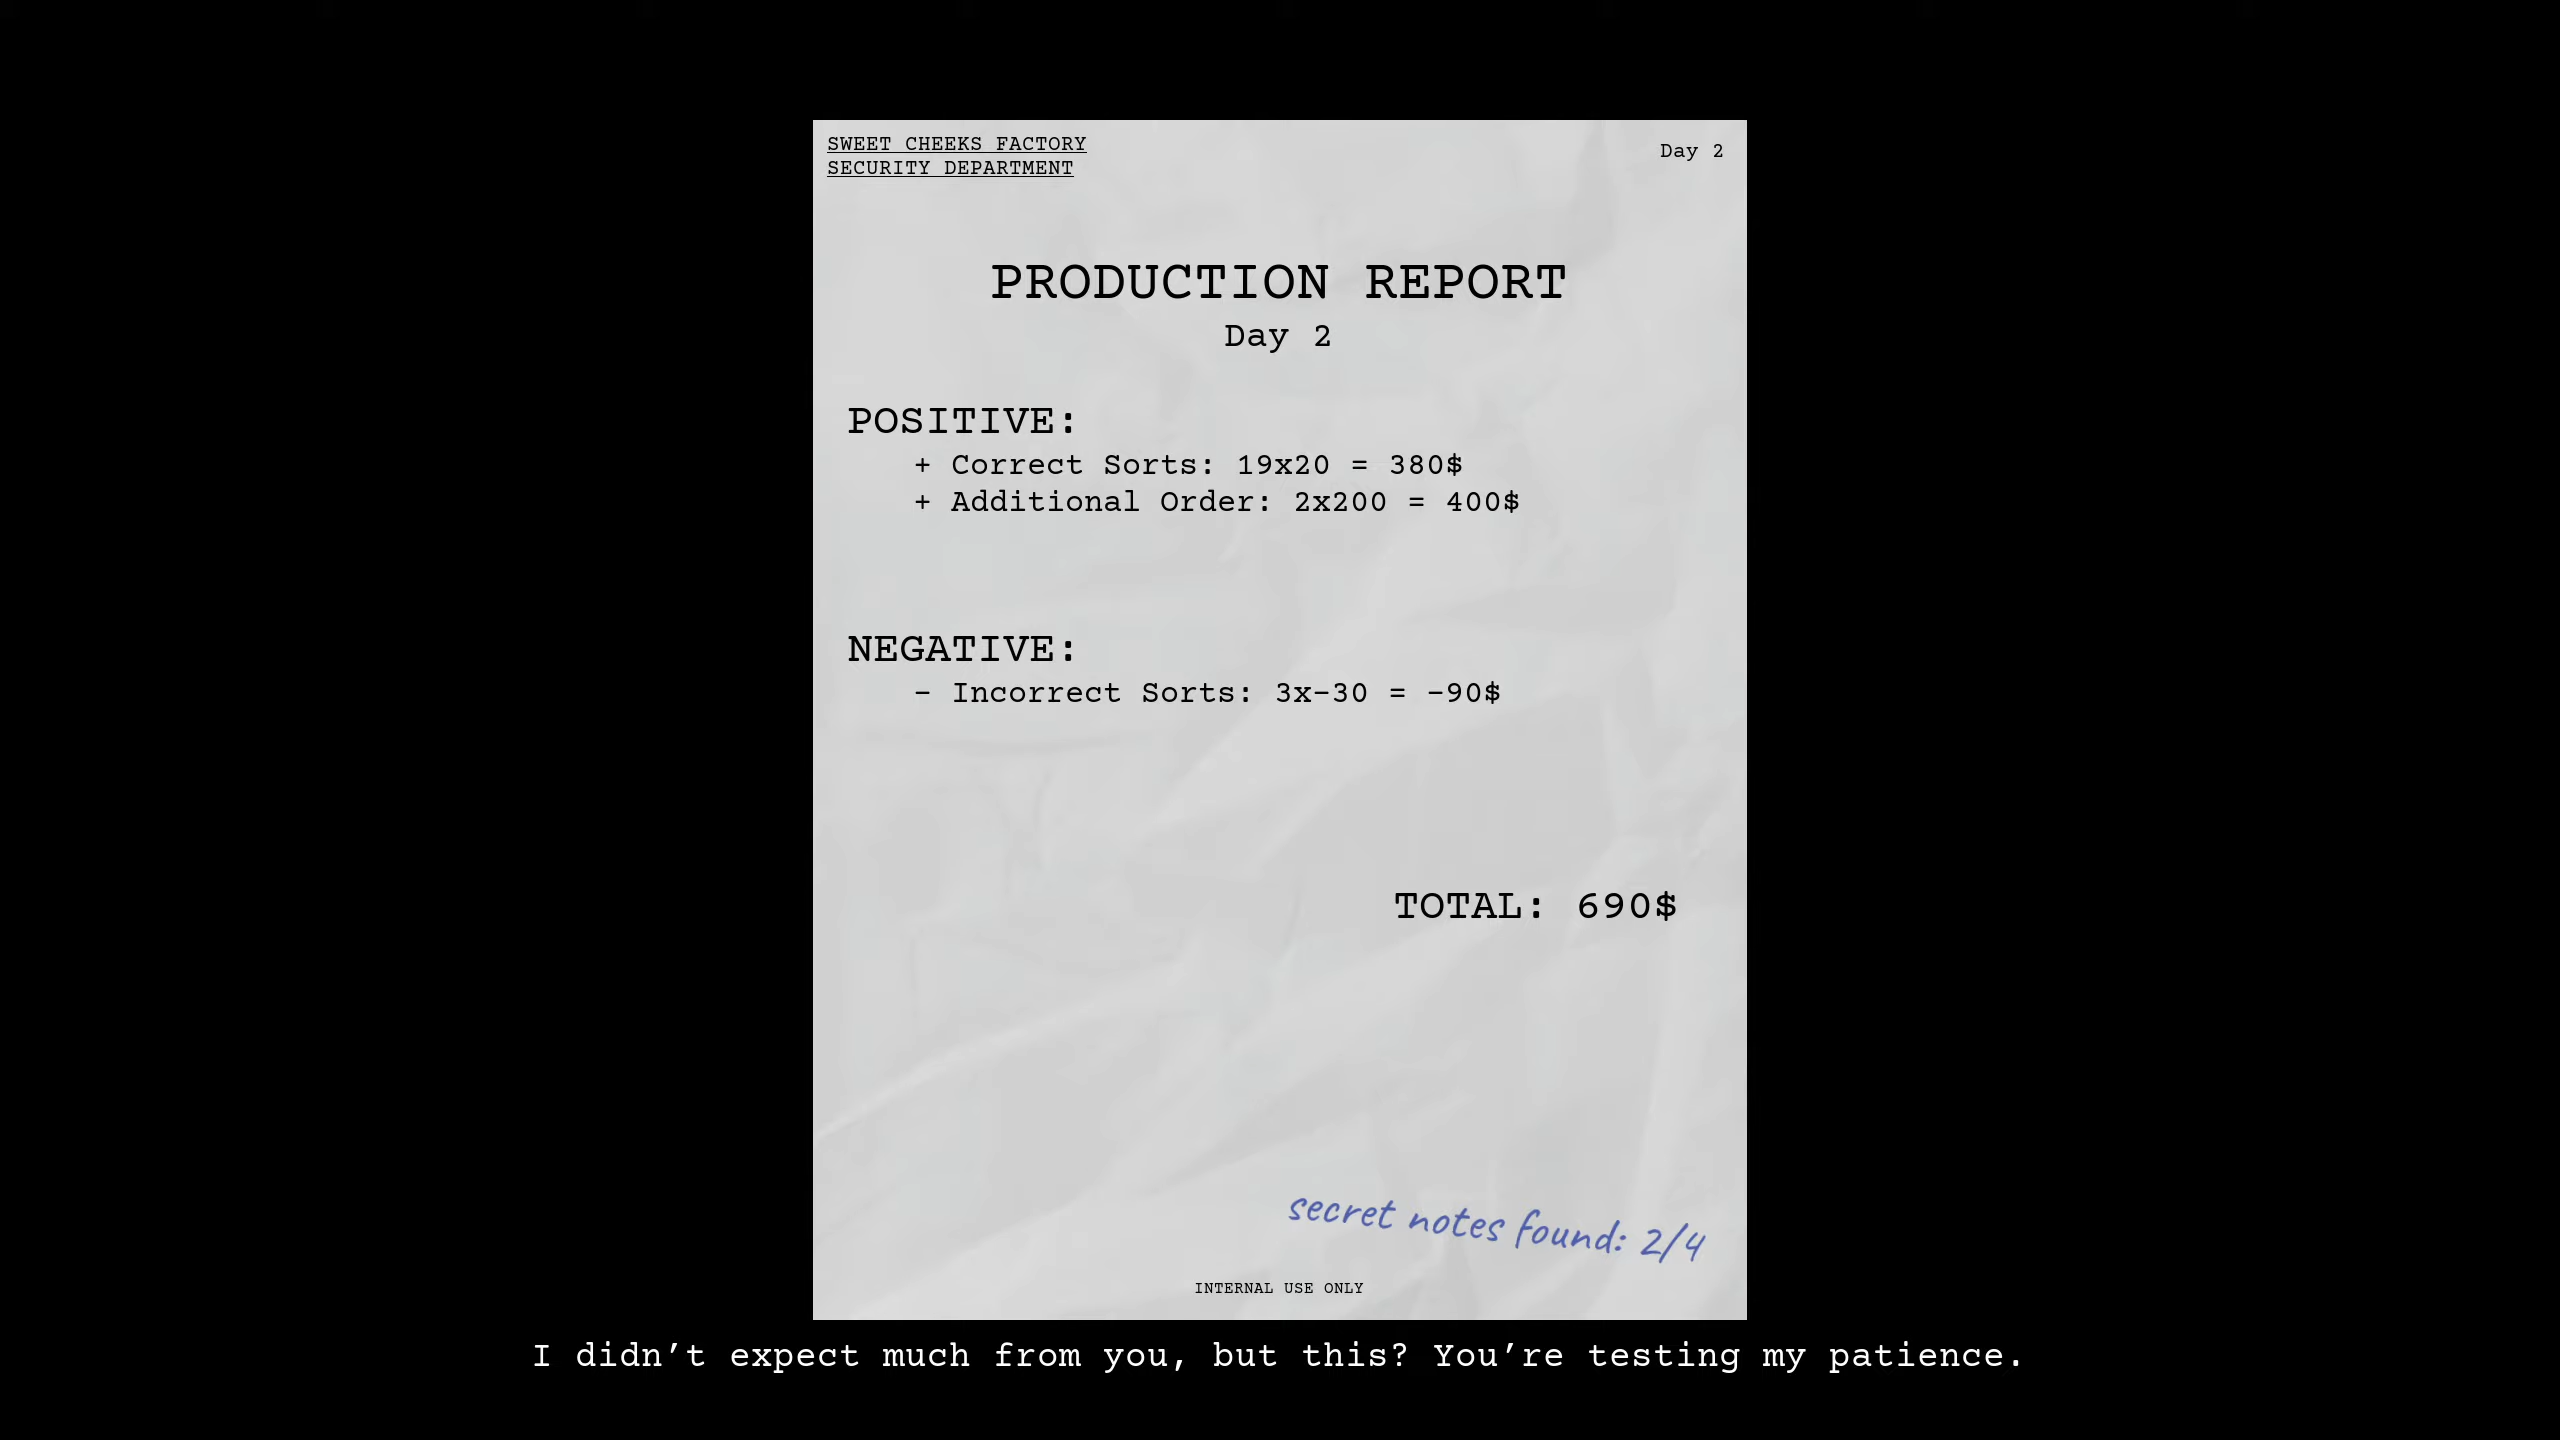 SWEET CHEEKS FACTORY
SECURITY DEPARTMENT
Day 2
PRODUCTION REPORT
Day 2
POSITIVE:
+ Correct Sorts: 19x20 = 380$
+ Additional Order: 2x200 = 400$
NEGATIVE:
- Incorrect Sorts: 3x-30 = -90$
TOTAL: 690$
secret notes found: 2/4
INTERNAL USE ONLY
I didn’t expect much from you, but this? You’re testing my patience.